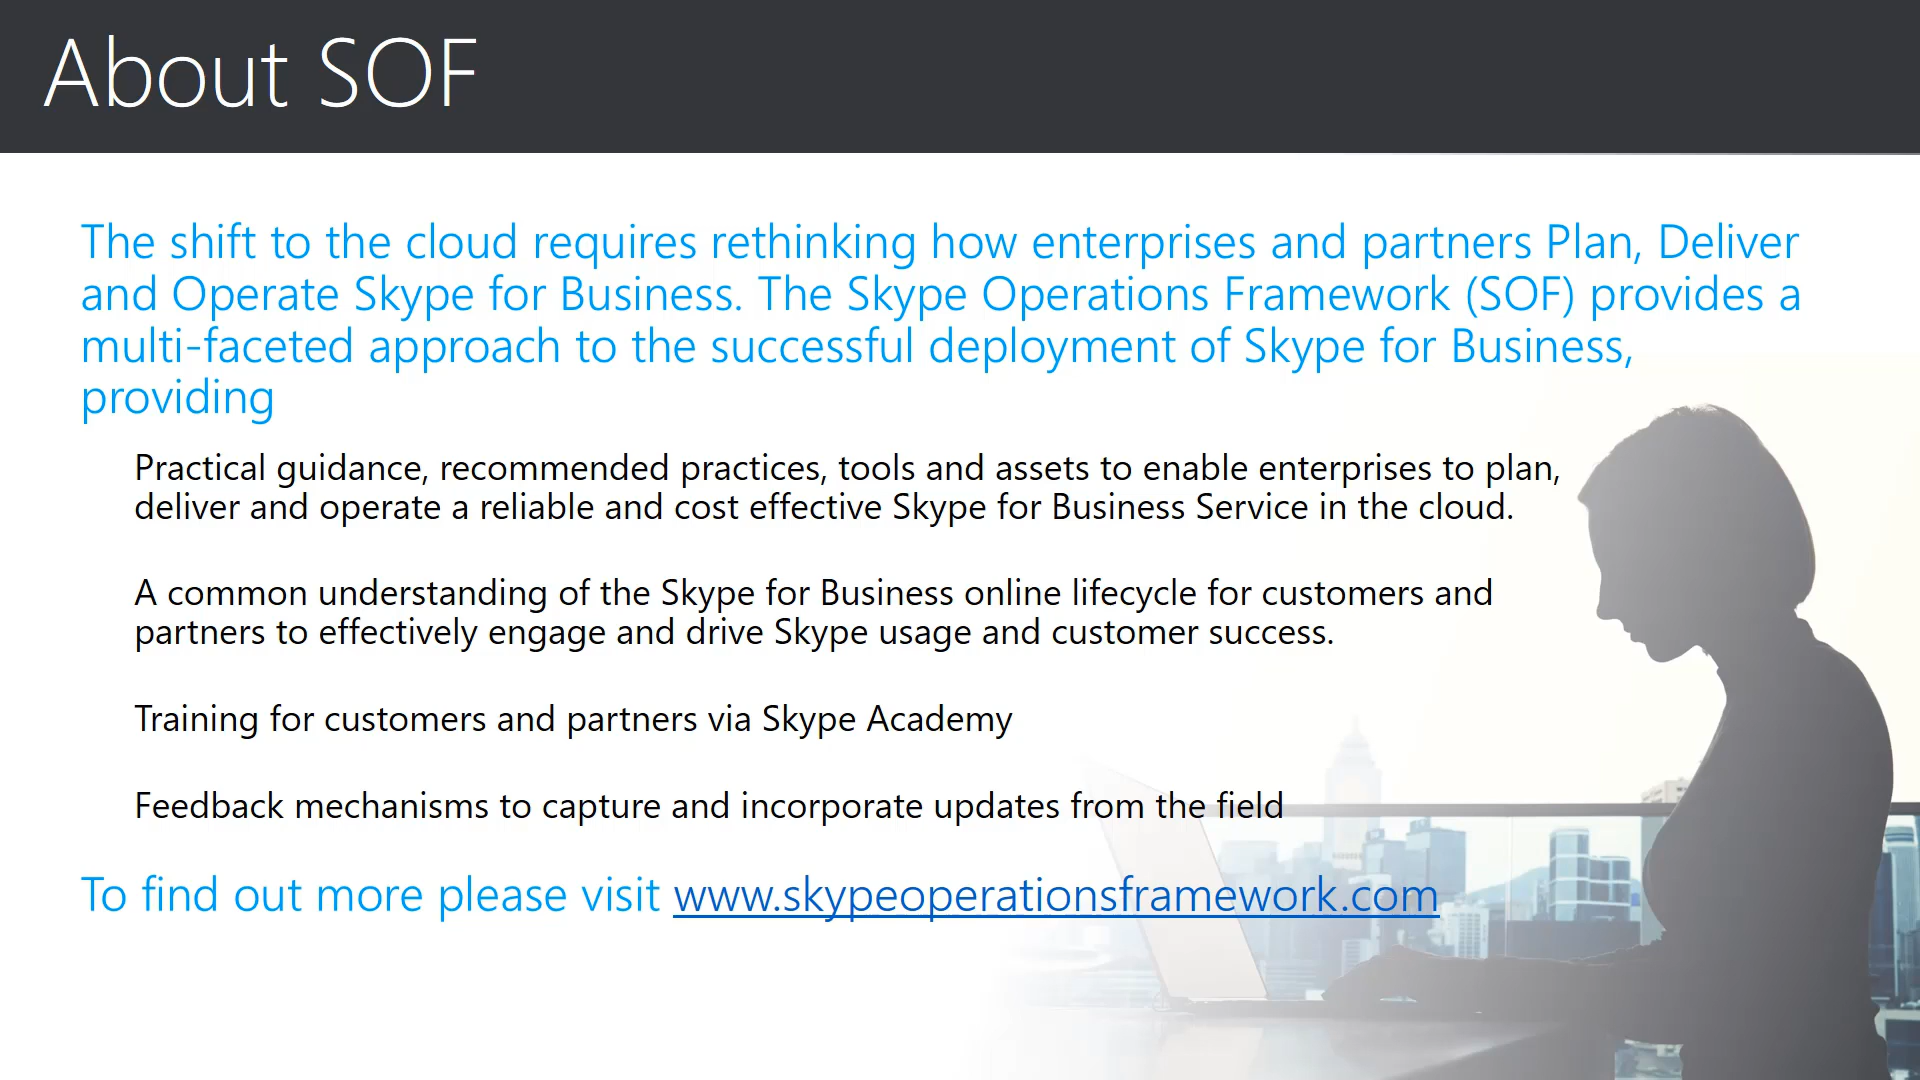 About SOF
The shift to the cloud requires rethinking how enterprises and partners Plan, Deliver
and Operate Skype for Business. The Skype Operations Framework (SOF) provides a
multi-faceted approach to the successful deployment of Skype for Business,
providing
Practical guidance, recommended practices, tools and assets to enable enterprises to plan,
deliver and operate a reliable and cost effective Skype for Business Service in the cloud.
A common understanding of the Skype for Business online lifecycle for customers and
partners to effectively engage and drive Skype usage and customer success.
Training for customers and partners via Skype Academy
Feedback mechanisms to capture and incorporate updates from the field
To find out more please visit www.skypeoperationsframework.com